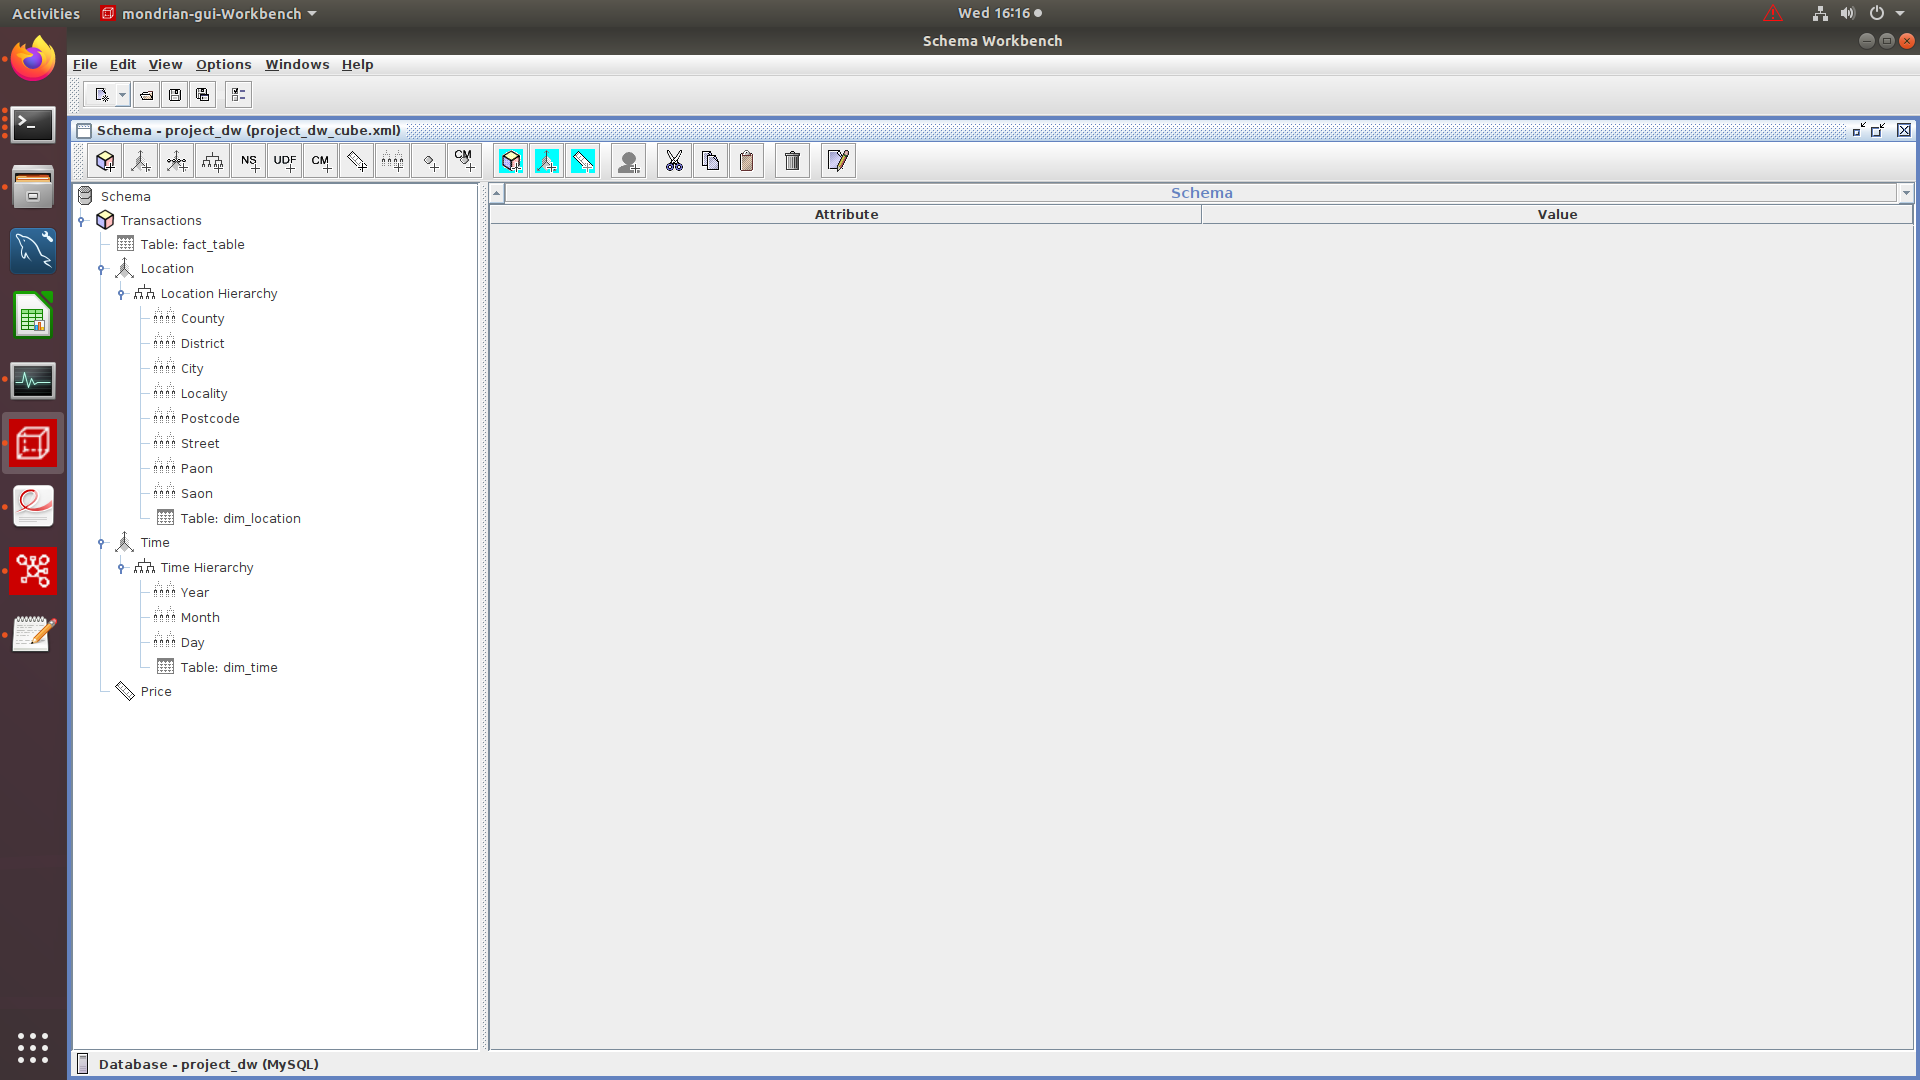 Activities
mondrian-gui-Workbench
Wed 16:16
Schema Workbench
File Edit View Options Windows Help
Schema - project_dw (project_dw_cube.xml)
NS UDF CM CM
Schema
Schema
Attribute Value
Transactions
Table: fact_table
Location
Location Hierarchy
County
District
City
Locality
Postcode
Street
Paon
Saon
Table: dim_location
Time
Time Hierarchy
Year
Month
Day
Table: dim_time
Price
Database - project_dw (MySQL)